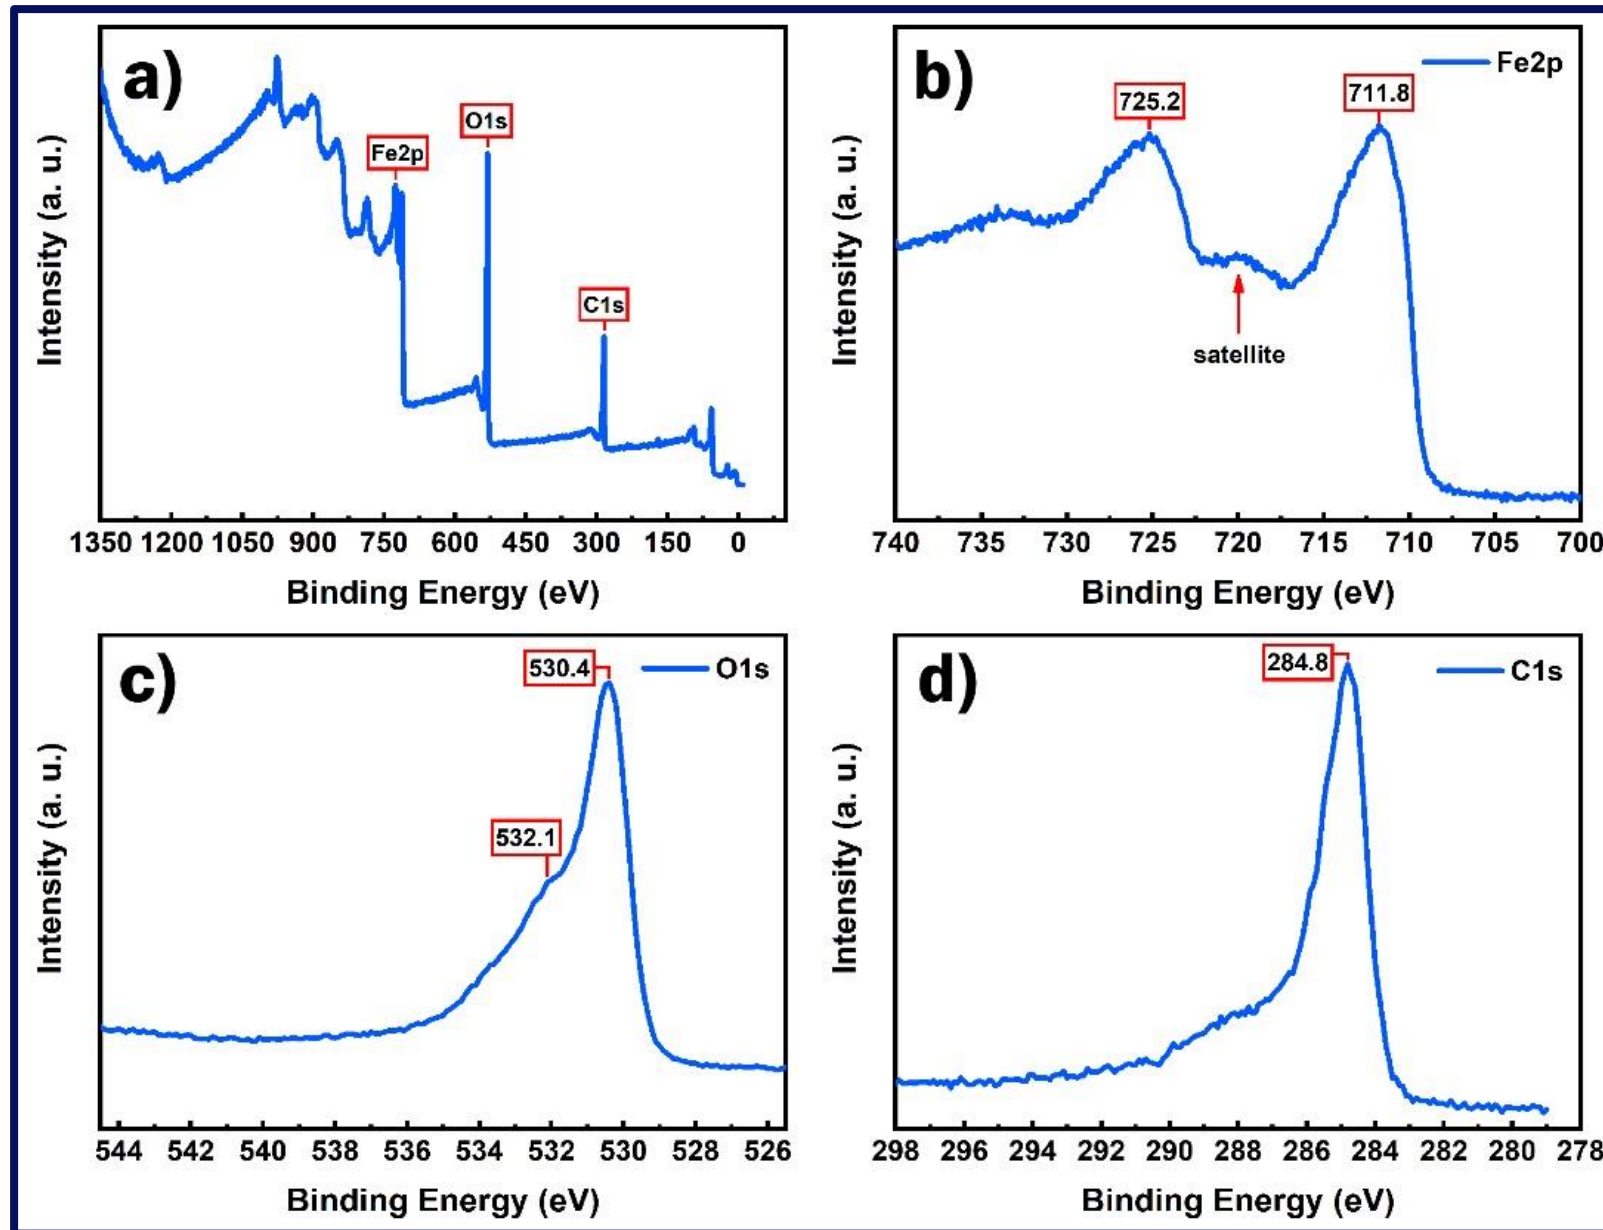 a)
Fe2p
O1s
C1s
Intensity (a. u.)
1350 1200 1050 900 750 600 450 300 150 0
Binding Energy (eV)
b)
725.2
711.8
Fe2p
satellite
Intensity (a. u.)
740 735 730 725 720 715 710 705 700
Binding Energy (eV)
c)
530.4
O1s
532.1
Intensity (a. u.)
544 542 540 538 536 534 532 530 528 526
Binding Energy (eV)
d)
284.8
C1s
Intensity (a. u.)
298 296 294 292 290 288 286 284 282 280 278
Binding Energy (eV)